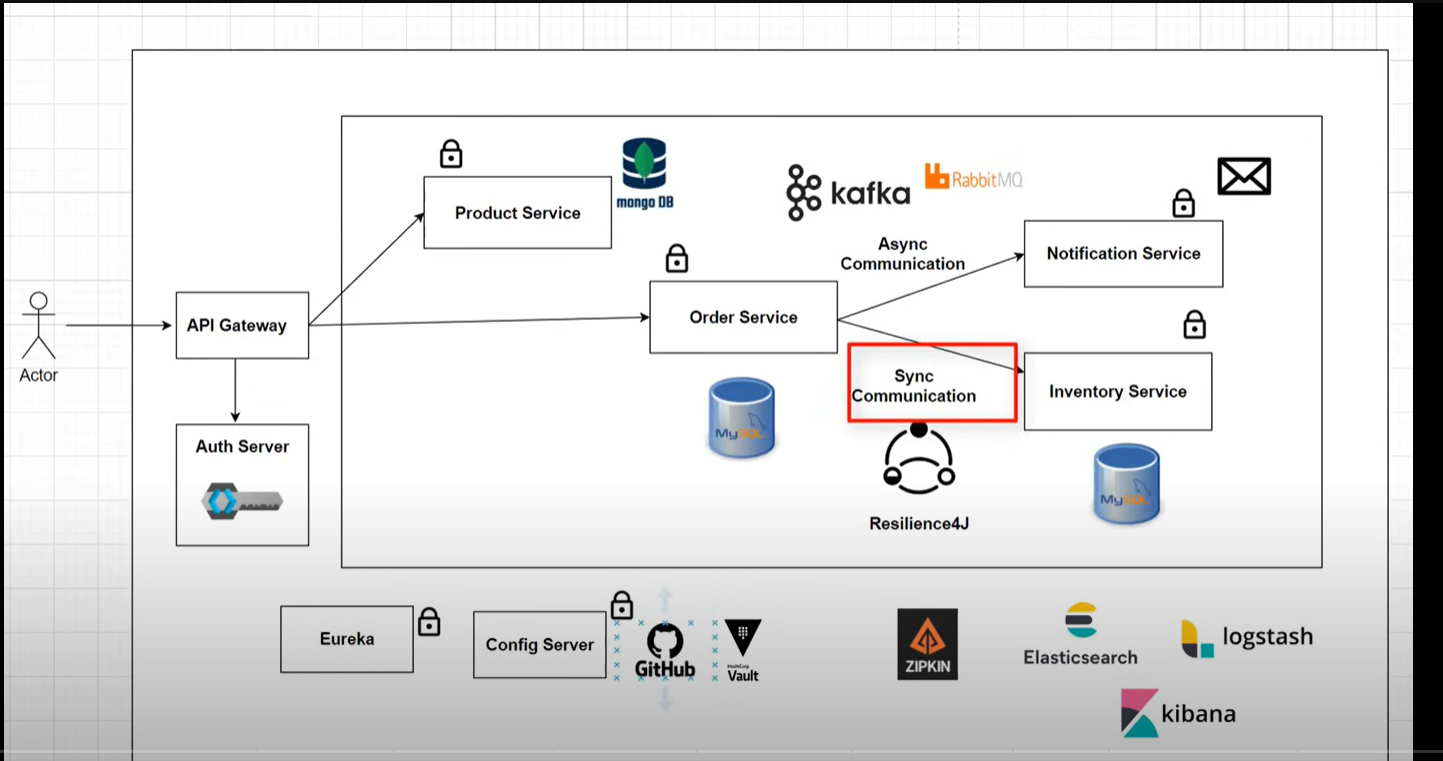 mongo DB
Product Service
kafka
RabbitMQ
Async
Communication
Notification Service
Order Service
API Gateway
Actor
Sync
Communication
Inventory Service
MySQL
MySQL
Auth Server
Resilience4J
Eureka
Config Server
GitHub
HashiCorp
Vault
ZIPKIN
Elasticsearch
logstash
kibana